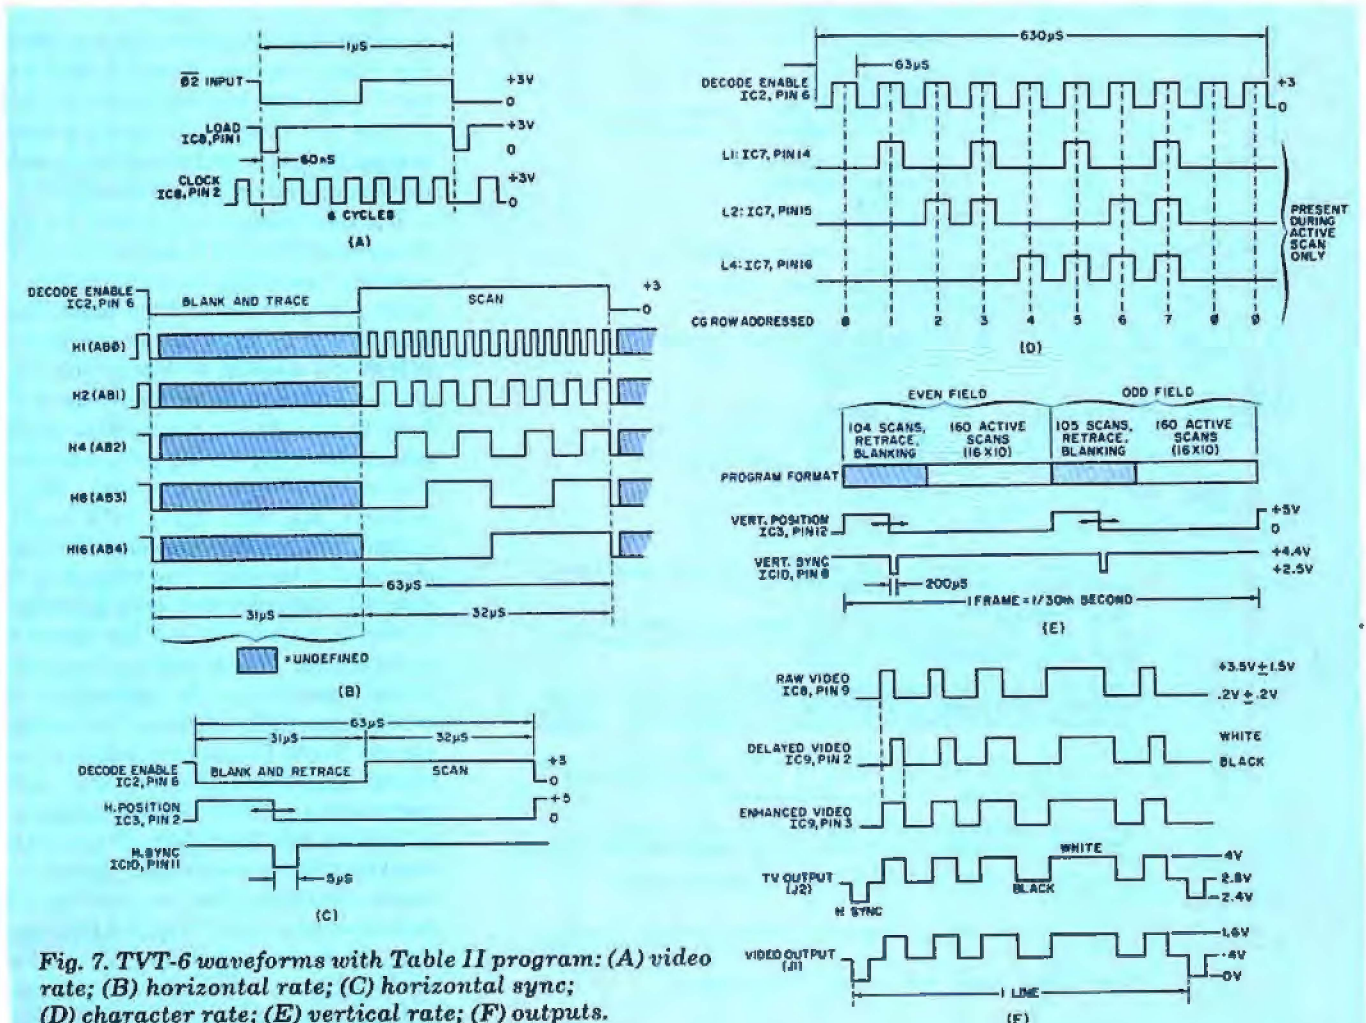 1µS
Ø2 INPUT
+3V
0
LOAD
IC8, PIN 1
+3V
0
60nS
CLOCK
IC8, PIN 2
+3V
0
6 CYCLES
(A)
DECODE ENABLE
IC2, PIN 6
BLANK AND TRACE
SCAN
+3
0
H1 (ABØ)
H2 (AB1)
H4 (AB2)
H8 (AB3)
H16 (AB4)
63µS
31µS
32µS
= UNDEFINED
(B)
63µS
31µS
32µS
DECODE ENABLE
IC2, PIN 6
BLANK AND RETRACE
SCAN
+3
0
H. POSITION
IC3, PIN 2
+5
0
H. SYNC
IC10, PIN 11
5µS
(C)
Fig. 7. TVT-6 waveforms with Table II program: (A) video
rate; (B) horizontal rate; (C) horizontal sync;
(D) character rate; (E) vertical rate; (F) outputs.
630µS
63µS
DECODE ENABLE
IC2, PIN 6
+3
0
L1: IC7, PIN 14
L2: IC7, PIN 15
L4: IC7, PIN 16
PRESENT
DURING
ACTIVE
SCAN
ONLY
CG ROW ADDRESSED Ø 1 2 3 4 5 6 7 Ø Ø
(D)
EVEN FIELD
ODD FIELD
104 SCANS,
RETRACE,
BLANKING
160 ACTIVE
SCANS
(16 X 10)
105 SCANS,
RETRACE,
BLANKING
160 ACTIVE
SCANS
(16 X 10)
PROGRAM FORMAT
VERT. POSITION
IC3, PIN 12
+5V
0
VERT. SYNC
IC10, PIN 8
+4.4V
+2.5V
200µS
1 FRAME = 1/30th SECOND
(E)
RAW VIDEO
IC8, PIN 9
+3.5V ± 1.5V
.2V ± .2V
DELAYED VIDEO
IC9, PIN 2
WHITE
BLACK
ENHANCED VIDEO
IC9, PIN 3
TV OUTPUT
(J2)
WHITE
BLACK
H SYNC
4V
2.8V
2.4V
VIDEO OUTPUT
(J1)
1.6V
.4V
0V
1 LINE
(F)